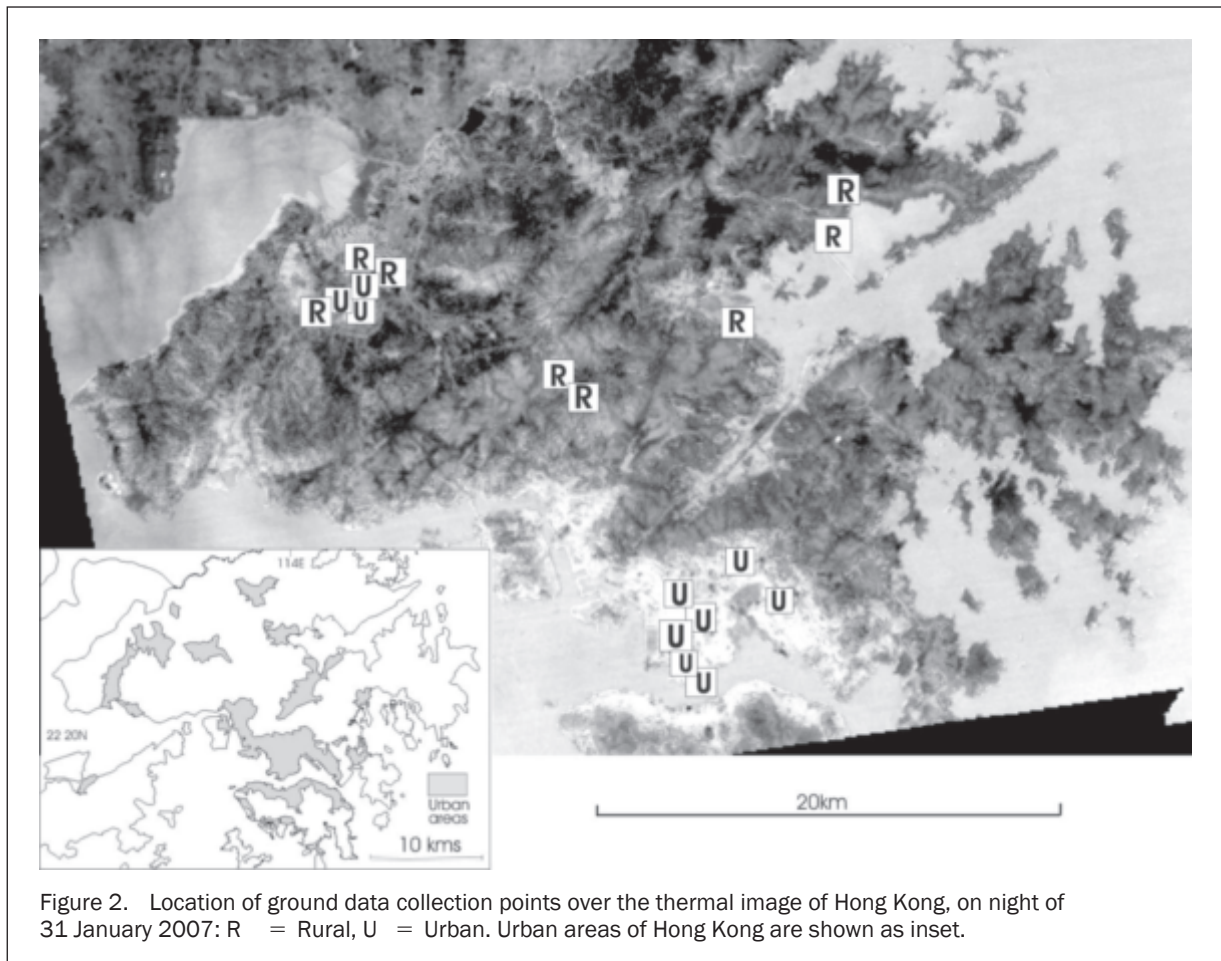 R
R
R
R
U
U
R
U
R
R
R
U
U
U
U
U
U
U
114E
22 20N
Urban
areas
10 kms
20km
Figure 2. Location of ground data collection points over the thermal image of Hong Kong, on night of
31 January 2007: R = Rural, U = Urban. Urban areas of Hong Kong are shown as inset.